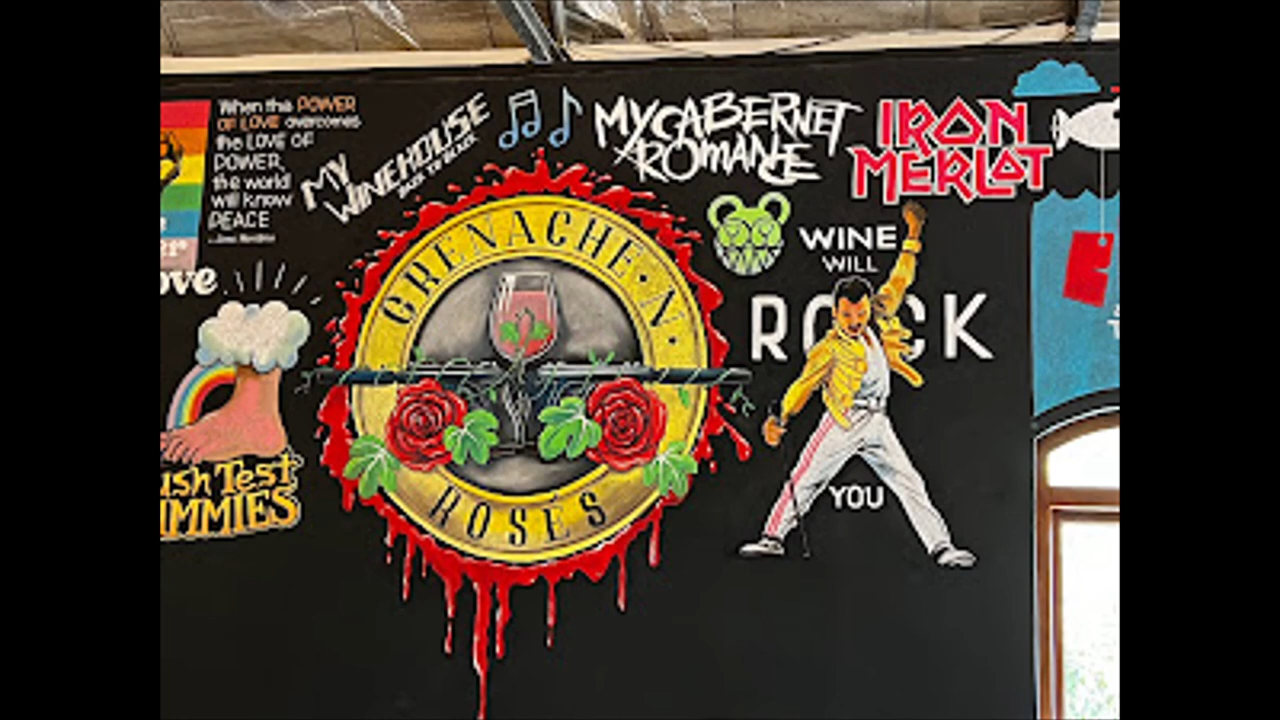 When the POWER
OF LOVE overcomes
the LOVE OF
POWER,
the world
will know
PEACE
ove
MY
WINEHOUSE
MY CABERNET
ROMANCE
IRON
MERLOT
GRENACHE · N ·
ROSÉS
WINE
WILL
ROCK
YOU
ush Test
MMIES